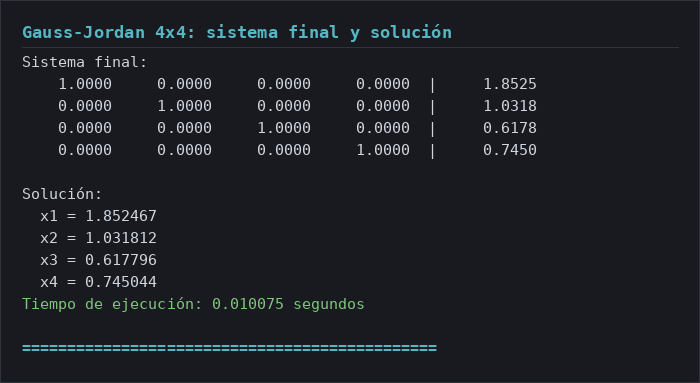 Gauss-Jordan 4x4: sistema final y solución
Sistema final:
1.0000 0.0000 0.0000 0.0000 | 1.8525
0.0000 1.0000 0.0000 0.0000 | 1.0318
0.0000 0.0000 1.0000 0.0000 | 0.6178
0.0000 0.0000 0.0000 1.0000 | 0.7450
Solución:
x1 = 1.852467
x2 = 1.031812
x3 = 0.617796
x4 = 0.745044
Tiempo de ejecución: 0.010075 segundos
==============================================